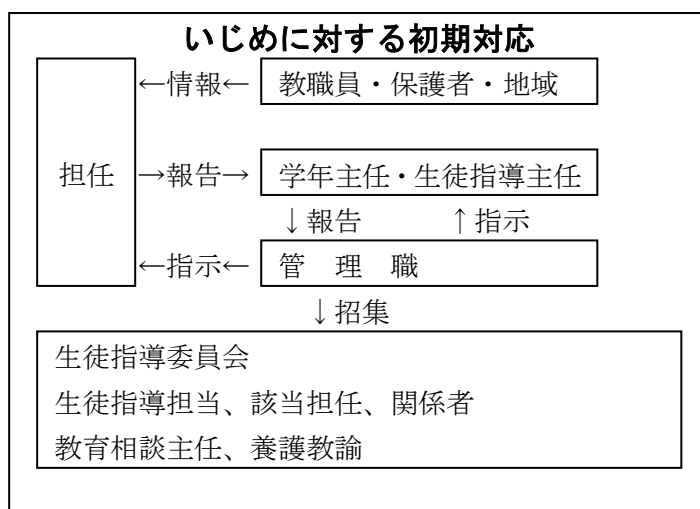 いじめに対する初期対応
←情報← 教職員・保護者・地域
担任 →報告→ 学年主任・生徒指導主任
↓報告 ↑指示
←指示← 管　理　職
↓招集
生徒指導委員会
生徒指導担当、該当担任、関係者
教育相談主任、養護教諭